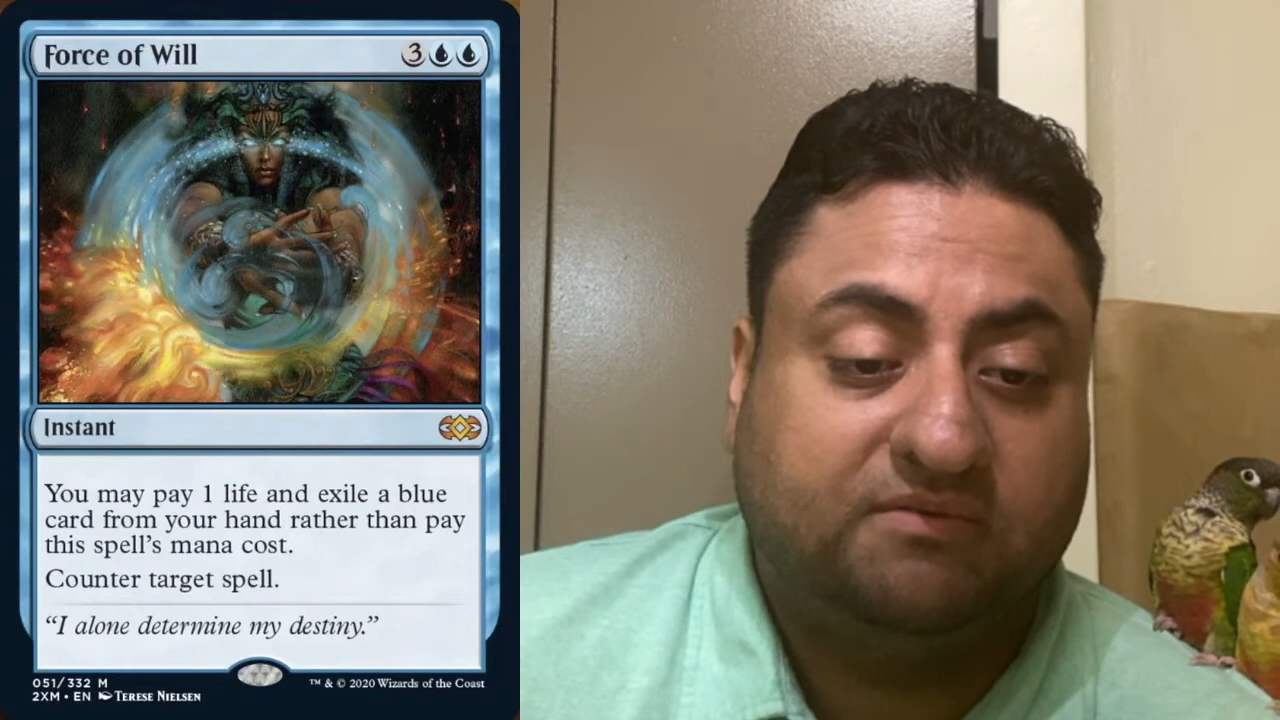 Force of Will 3
Instant
You may pay 1 life and exile a blue
card from your hand rather than pay
this spell's mana cost.
Counter target spell.
“I alone determine my destiny.”
051/332 M
2XM • EN Terese Nielsen
™ & © 2020 Wizards of the Coast